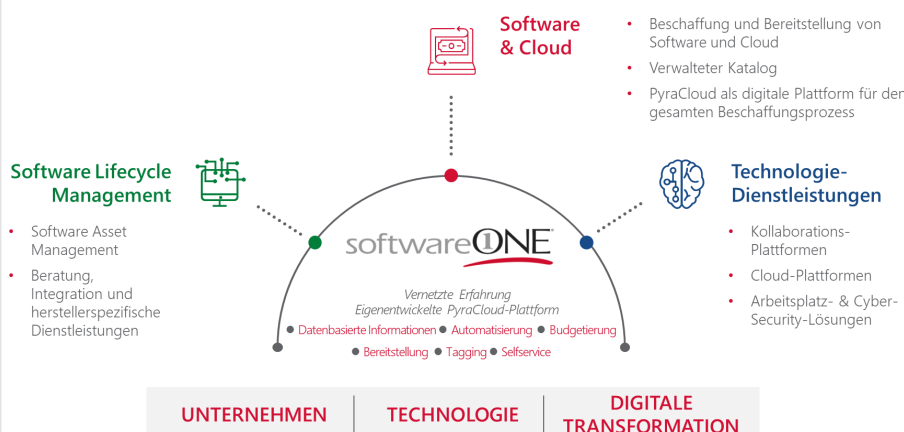 Software
& Cloud
• Beschaffung und Bereitstellung von
Software und Cloud
• Verwalteter Katalog
• PyraCloud als digitale Plattform für den
gesamten Beschaffungsprozess
Software Lifecycle
Management
• Software Asset
Management
• Beratung,
Integration und
herstellerspezifische
Dienstleistungen
Technologie-
Dienstleistungen
• Kollaborations-
Plattformen
• Cloud-Plattformen
• Arbeitsplatz- & Cyber-
Security-Lösungen
software1ONE
Vernetzte Erfahrung
Eigenentwickelte PyraCloud-Plattform
● Datenbasierte Informationen ● Automatisierung ● Budgetierung
● Bereitstellung ● Tagging ● Selfservice
UNTERNEHMEN
TECHNOLOGIE
DIGITALE
TRANSFORMATION